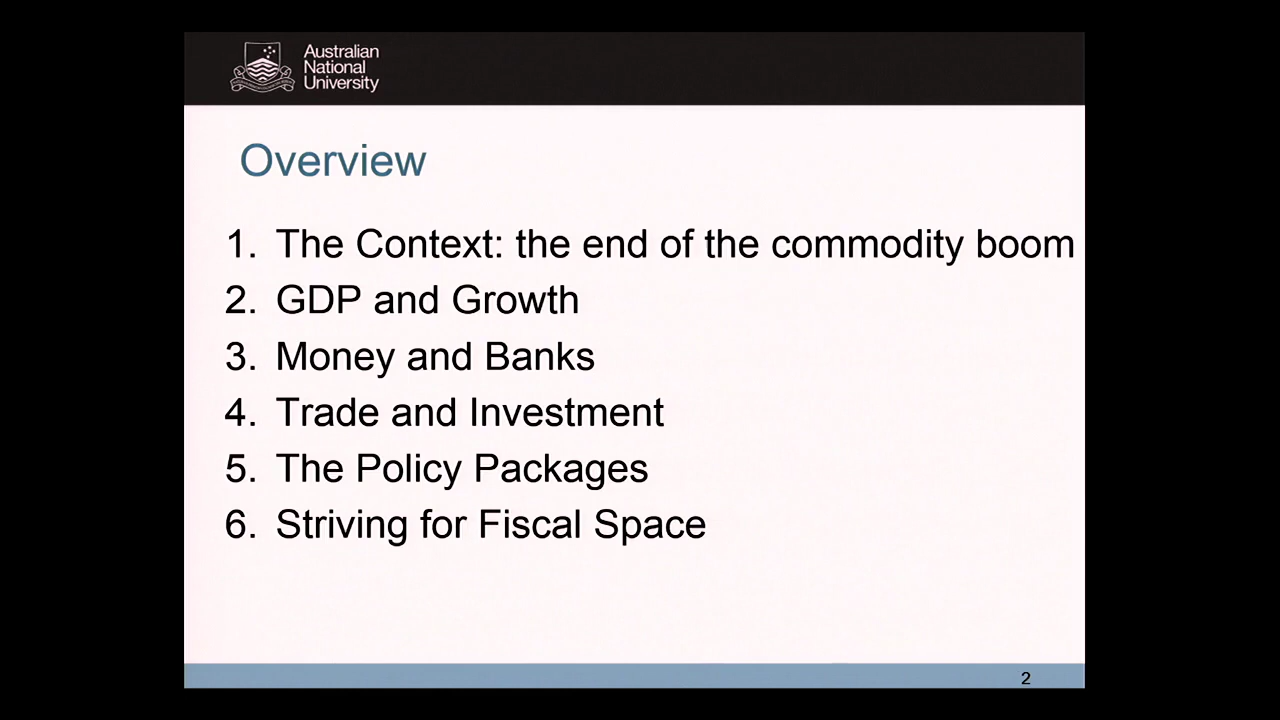 Australian
National
University
Overview
1. The Context: the end of the commodity boom
2. GDP and Growth
3. Money and Banks
4. Trade and Investment
5. The Policy Packages
6. Striving for Fiscal Space
2